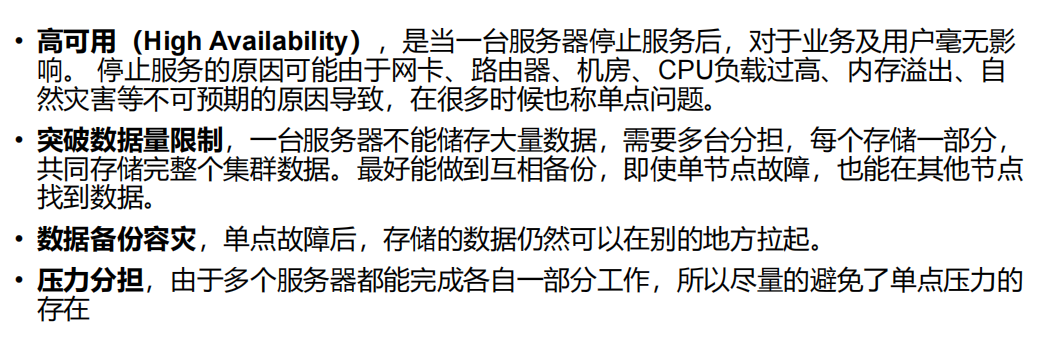 • 高可用（High Availability），是当一台服务器停止服务后，对于业务及用户毫无影
响。 停止服务的原因可能由于网卡、路由器、机房、CPU负载过高、内存溢出、自
然灾害等不可预期的原因导致，在很多时候也称单点问题。
• 突破数据量限制，一台服务器不能储存大量数据，需要多台分担，每个存储一部分，
共同存储完整个集群数据。最好能做到互相备份，即使单节点故障，也能在其他节点
找到数据。
• 数据备份容灾，单点故障后，存储的数据仍然可以在别的地方拉起。
• 压力分担，由于多个服务器都能完成各自一部分工作，所以尽量的避免了单点压力的
存在